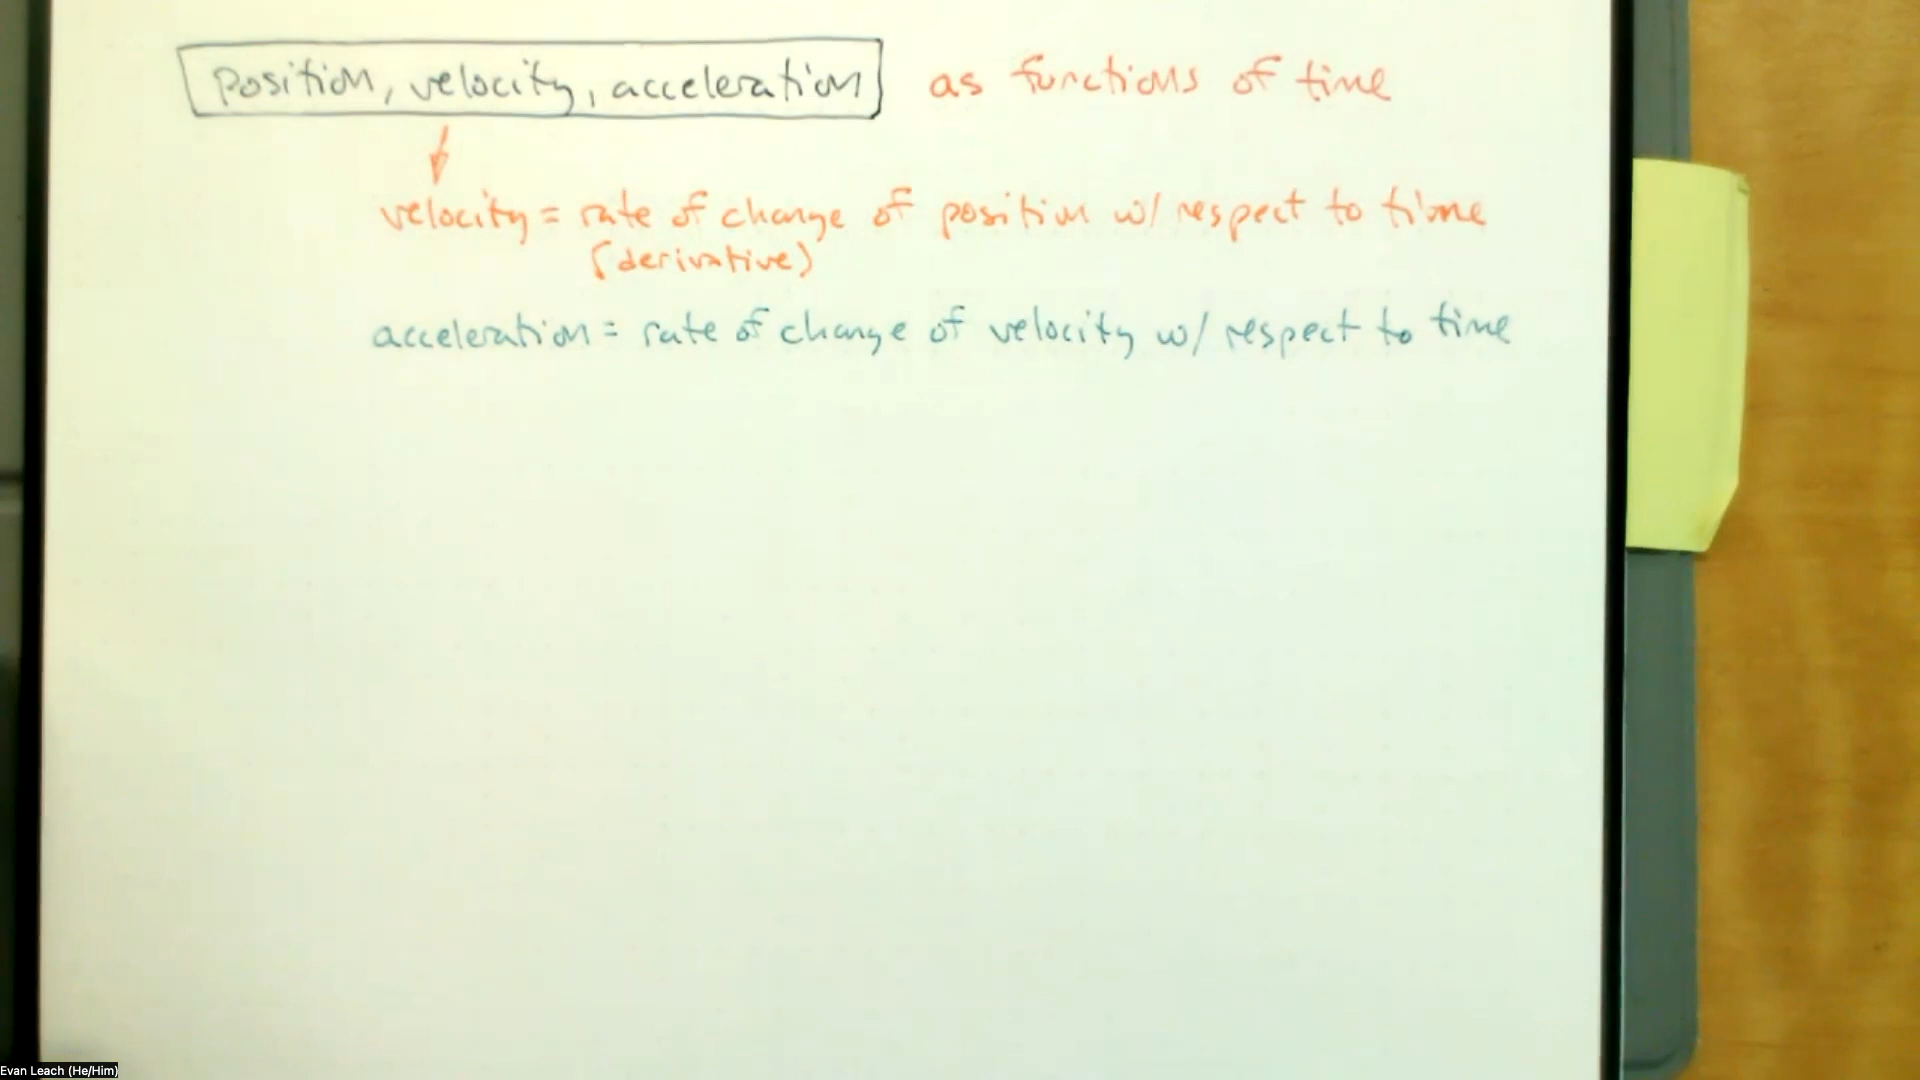 position, velocity, acceleration as functions of time
velocity = rate of change of position w/ respect to time
(derivative)
acceleration = rate of change of velocity w/ respect to time
Evan Leach (He/Him)